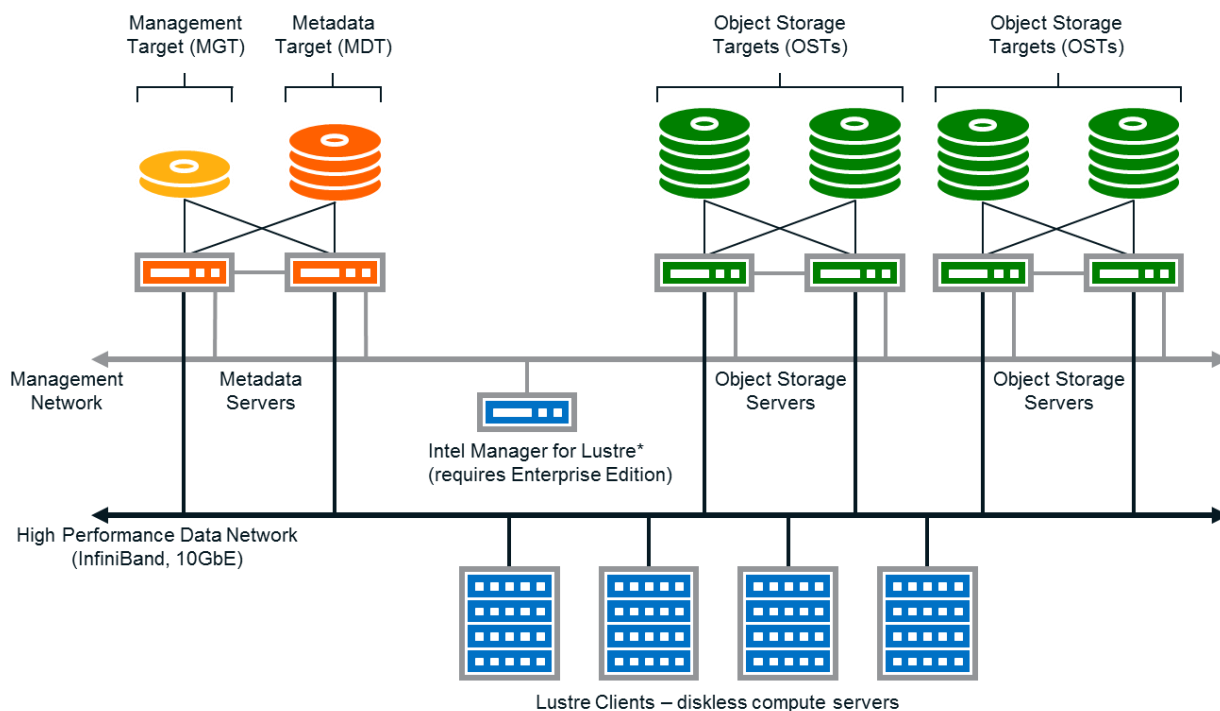 Management
Target (MGT)
Metadata
Target (MDT)
Object Storage
Targets (OSTs)
Object Storage
Targets (OSTs)
Management
Network
Metadata
Servers
Object Storage
Servers
Object Storage
Servers
Intel Manager for Lustre*
(requires Enterprise Edition)
High Performance Data Network
(InfiniBand, 10GbE)
Lustre Clients – diskless compute servers